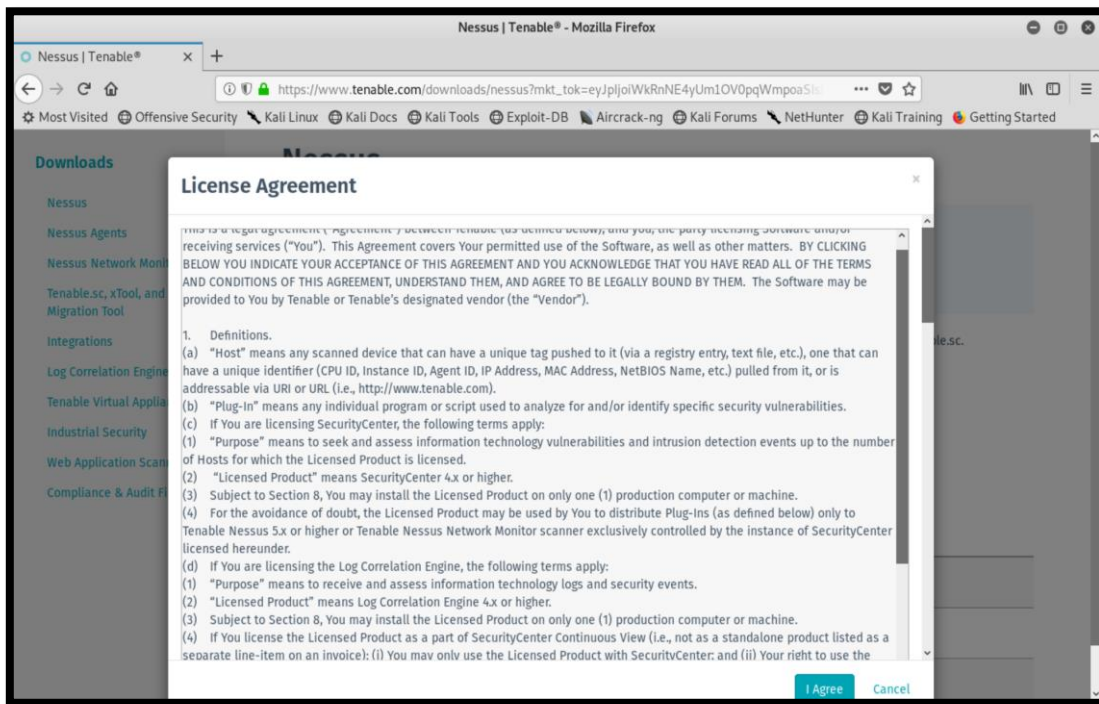 Nessus | Tenable® - Mozilla Firefox
Nessus | Tenable®
https://www.tenable.com/downloads/nessus?mkt_tok=
Most Visited Offensive Security Kali Linux Kali Docs Kali Tools Exploit-DB Aircrack-ng Kali Forums NetHunter Kali Training Getting Started
Downloads
Nessus
Nessus Agents
Nessus Network Monit
Tenable.sc, xTool, and
Migration Tool
Integrations
Log Correlation Engine
Tenable Virtual Applia
Industrial Security
Web Application Scan
Compliance & Audit Fi
Nessus
le.sc.
License Agreement
This is a legal agreement ("Agreement") between Tenable (as defined below), and you, the party licensing Software and/or
receiving services (“You”). This Agreement covers Your permitted use of the Software, as well as other matters. BY CLICKING
BELOW YOU INDICATE YOUR ACCEPTANCE OF THIS AGREEMENT AND YOU ACKNOWLEDGE THAT YOU HAVE READ ALL OF THE TERMS
AND CONDITIONS OF THIS AGREEMENT, UNDERSTAND THEM, AND AGREE TO BE LEGALLY BOUND BY THEM. The Software may be
provided to You by Tenable or Tenable’s designated vendor (the “Vendor”).
1. Definitions.
(a) “Host” means any scanned device that can have a unique tag pushed to it (via a registry entry, text file, etc.), one that can
have a unique identifier (CPU ID, Instance ID, Agent ID, IP Address, MAC Address, NetBIOS Name, etc.) pulled from it, or is
addressable via URI or URL (i.e., http://www.tenable.com).
(b) “Plug-In” means any individual program or script used to analyze for and/or identify specific security vulnerabilities.
(c) If You are licensing SecurityCenter, the following terms apply:
(1) “Purpose” means to seek and assess information technology vulnerabilities and intrusion detection events up to the number
of Hosts for which the Licensed Product is licensed.
(2) “Licensed Product” means SecurityCenter 4.x or higher.
(3) Subject to Section 8, You may install the Licensed Product on only one (1) production computer or machine.
(4) For the avoidance of doubt, the Licensed Product may be used by You to distribute Plug-Ins (as defined below) only to
Tenable Nessus 5.x or higher or Tenable Nessus Network Monitor scanner exclusively controlled by the instance of SecurityCenter
licensed hereunder.
(d) If You are licensing the Log Correlation Engine, the following terms apply:
(1) “Purpose” means to receive and assess information technology logs and security events.
(2) “Licensed Product” means Log Correlation Engine 4.x or higher.
(3) Subject to Section 8, You may install the Licensed Product on only one (1) production computer or machine.
(4) If You license the Licensed Product as a part of SecurityCenter Continuous View (i.e., not as a standalone product listed as a
separate line-item on an invoice): (i) You may only use the Licensed Product with SecurityCenter; and (ii) Your right to use the
I Agree
Cancel